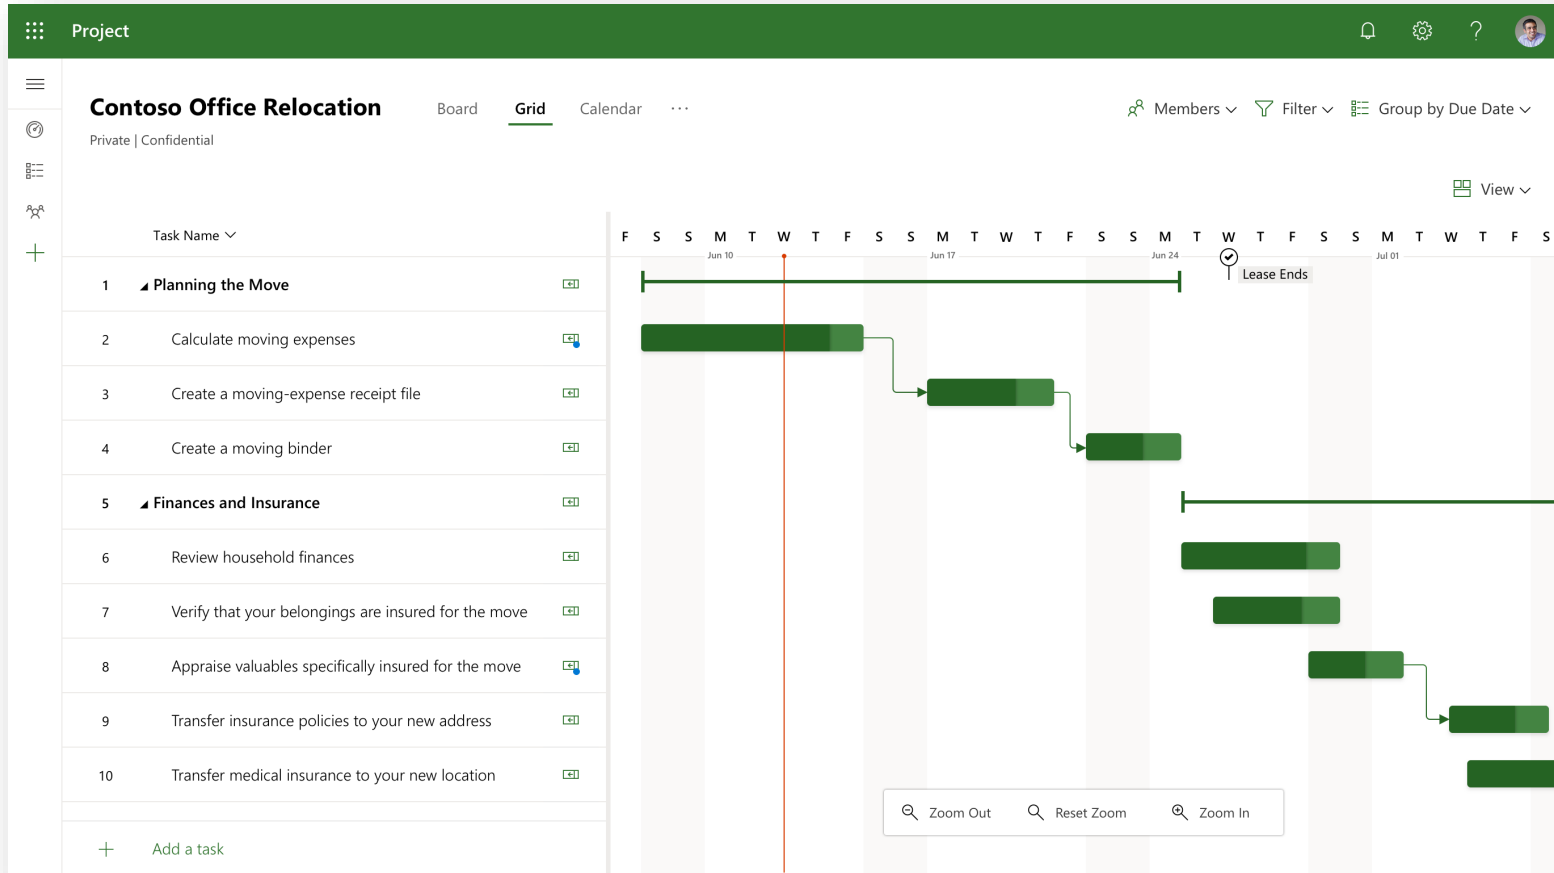 Project
Contoso Office Relocation
Board Grid Calendar ...
Members Filter Group by Due Date
Private | Confidential
View
Task Name
F S S M T W T F S S M T W T F S S M T W T F S S M T W T F S
Jun 10 Jun 17 Jun 24 Jul 01
Lease Ends
1 Planning the Move
2 Calculate moving expenses
3 Create a moving-expense receipt file
4 Create a moving binder
5 Finances and Insurance
6 Review household finances
7 Verify that your belongings are insured for the move
8 Appraise valuables specifically insured for the move
9 Transfer insurance policies to your new address
10 Transfer medical insurance to your new location
Zoom Out Reset Zoom Zoom In
Add a task